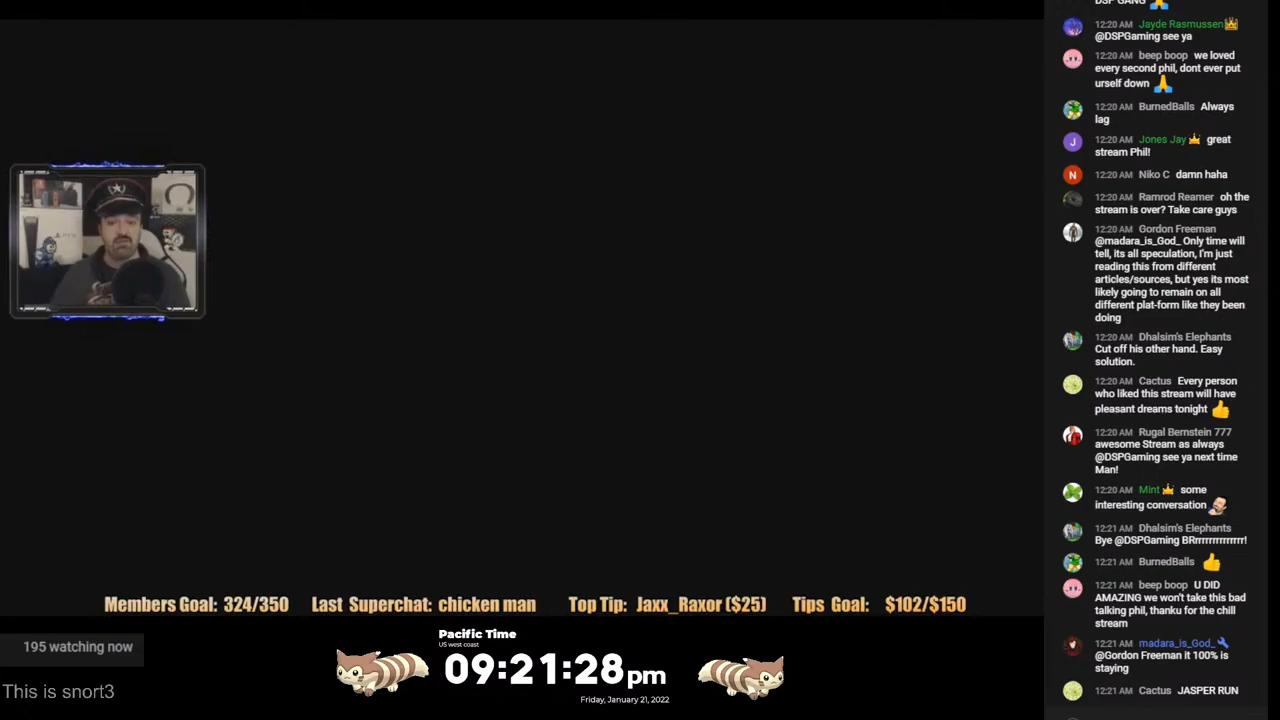 DSP GANG
12:20 AM Jayde Rasmussen
@DSPGaming see ya
12:20 AM beep boop we loved
every second phil, dont ever put
urself down
12:20 AM BurnedBalls Always
lag
12:20 AM Jones Jay great
stream Phil!
12:20 AM Niko C damn haha
12:20 AM Ramrod Reamer oh the
stream is over? Take care guys
12:20 AM Gordon Freeman
@madara_is_God_ Only time will
tell, its all speculation, I'm just
reading this from different
articles/sources, but yes its most
likely going to remain on all
different plat-form like they been
doing
12:20 AM Dhalsim's Elephants
Cut off his other hand. Easy
solution.
12:20 AM Cactus Every person
who liked this stream will have
pleasant dreams tonight
12:20 AM Rugal Bernstein 777
awesome Stream as always
@DSPGaming see ya next time
Man!
12:20 AM Mint some
interesting conversation
12:21 AM Dhalsim's Elephants
Bye @DSPGaming BRrrrrrrrrrrrrr!
12:21 AM BurnedBalls
12:21 AM beep boop U DID
AMAZING we won't take this bad
talking phil, thanku for the chill
stream
12:21 AM madara_is_God_
@Gordon Freeman it 100% is
staying
12:21 AM Cactus JASPER RUN
Members Goal: 324/350 Last Superchat: chicken man Top Tip: Jaxx_Raxor ($25) Tips Goal: $102/$150
195 watching now
This is snort3
Pacific Time
US west coast
09:21:28pm
Friday, January 21, 2022